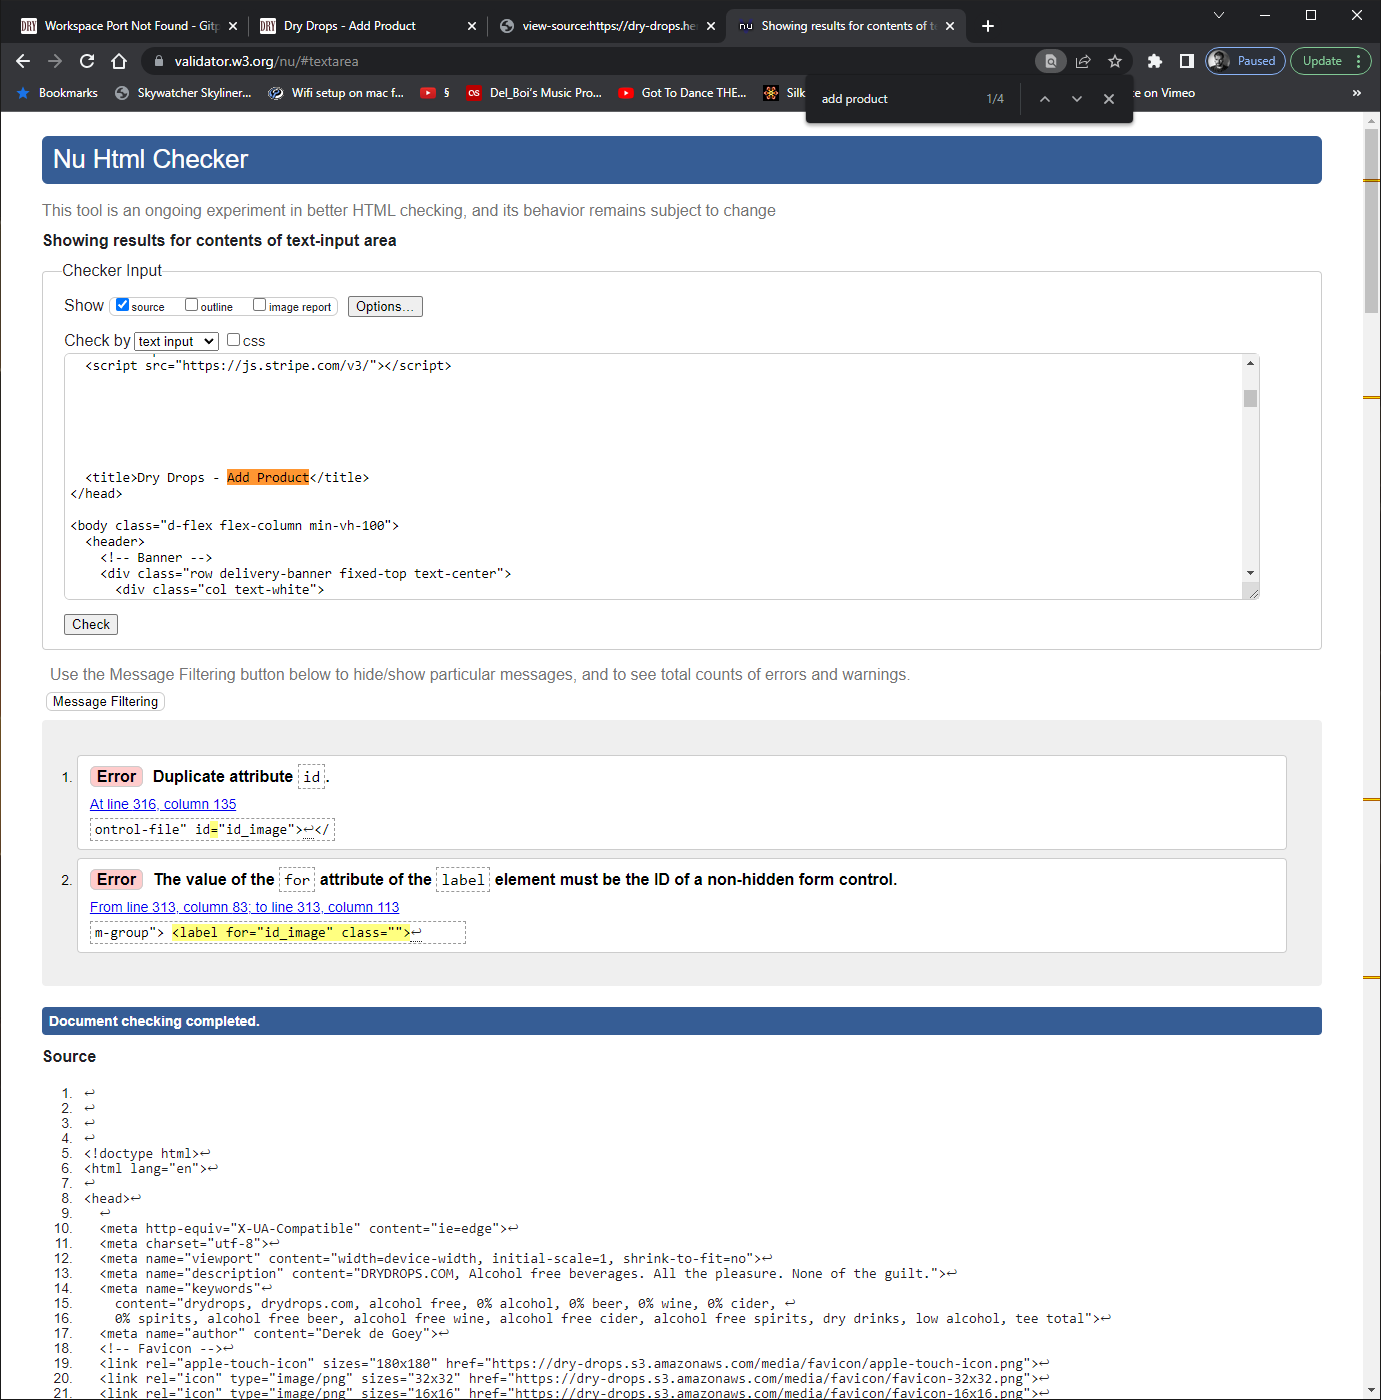 Workspace Port Not Found - Gitp
Dry Drops - Add Product
view-source:https://dry-drops.he
nu Showing results for contents of te
validator.w3.org/nu/#textarea
Paused
Update
Bookmarks
Skywatcher Skyliner...
Wifi setup on mac f...
§
Del_Boi's Music Pro...
Got To Dance THE...
Silk
e on Vimeo
»
add product 1/4
Nu Html Checker
This tool is an ongoing experiment in better HTML checking, and its behavior remains subject to change
Showing results for contents of text-input area
Checker Input
Show source outline image report Options...
Check by text input css
<script src="https://js.stripe.com/v3/"></script>
<title>Dry Drops - Add Product</title>
</head>
<body class="d-flex flex-column min-vh-100">
<header>
<!-- Banner -->
<div class="row delivery-banner fixed-top text-center">
<div class="col text-white">
Check
Use the Message Filtering button below to hide/show particular messages, and to see total counts of errors and warnings.
Message Filtering
1. Error Duplicate attribute id.
At line 316, column 135
ontrol-file" id="id_image">↩</
2. Error The value of the for attribute of the label element must be the ID of a non-hidden form control.
From line 313, column 83; to line 313, column 113
m-group"> <label for="id_image" class="">↩
Document checking completed.
Source
1. ↩
2. ↩
3. ↩
4. ↩
5. <!doctype html>↩
6. <html lang="en">↩
7. ↩
8. <head>↩
9. ↩
10. <meta http-equiv="X-UA-Compatible" content="ie=edge">↩
11. <meta charset="utf-8">↩
12. <meta name="viewport" content="width=device-width, initial-scale=1, shrink-to-fit=no">↩
13. <meta name="description" content="DRYDROPS.COM, Alcohol free beverages. All the pleasure. None of the guilt.">↩
14. <meta name="keywords"↩
15. content="drydrops, drydrops.com, alcohol free, 0% alcohol, 0% beer, 0% wine, 0% cider, ↩
16. 0% spirits, alcohol free beer, alcohol free wine, alcohol free cider, alcohol free spirits, dry drinks, low alcohol, tee total">↩
17. <meta name="author" content="Derek de Goey">↩
18. <!-- Favicon -->↩
19. <link rel="apple-touch-icon" sizes="180x180" href="https://dry-drops.s3.amazonaws.com/media/favicon/apple-touch-icon.png">↩
20. <link rel="icon" type="image/png" sizes="32x32" href="https://dry-drops.s3.amazonaws.com/media/favicon/favicon-32x32.png">↩
21. <link rel="icon" type="image/png" sizes="16x16" href="https://dry-drops.s3.amazonaws.com/media/favicon/favicon-16x16.png">↩